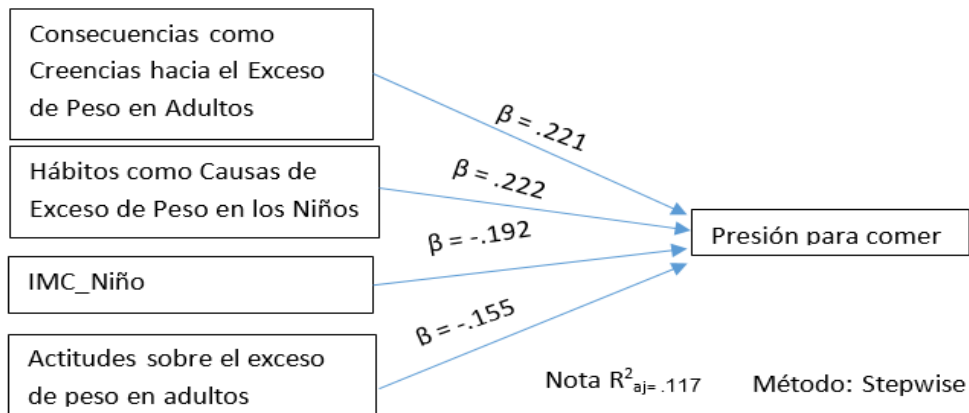 Consecuencias como
Creencias hacia el Exceso
de Peso en Adultos
β = .221
Hábitos como Causas de
Exceso de Peso en los Niños
β = .222
β = -.192
Presión para comer
IMC_Niño
β = -.155
Actitudes sobre el exceso
de peso en adultos
Nota R²aj= .117 Método: Stepwise